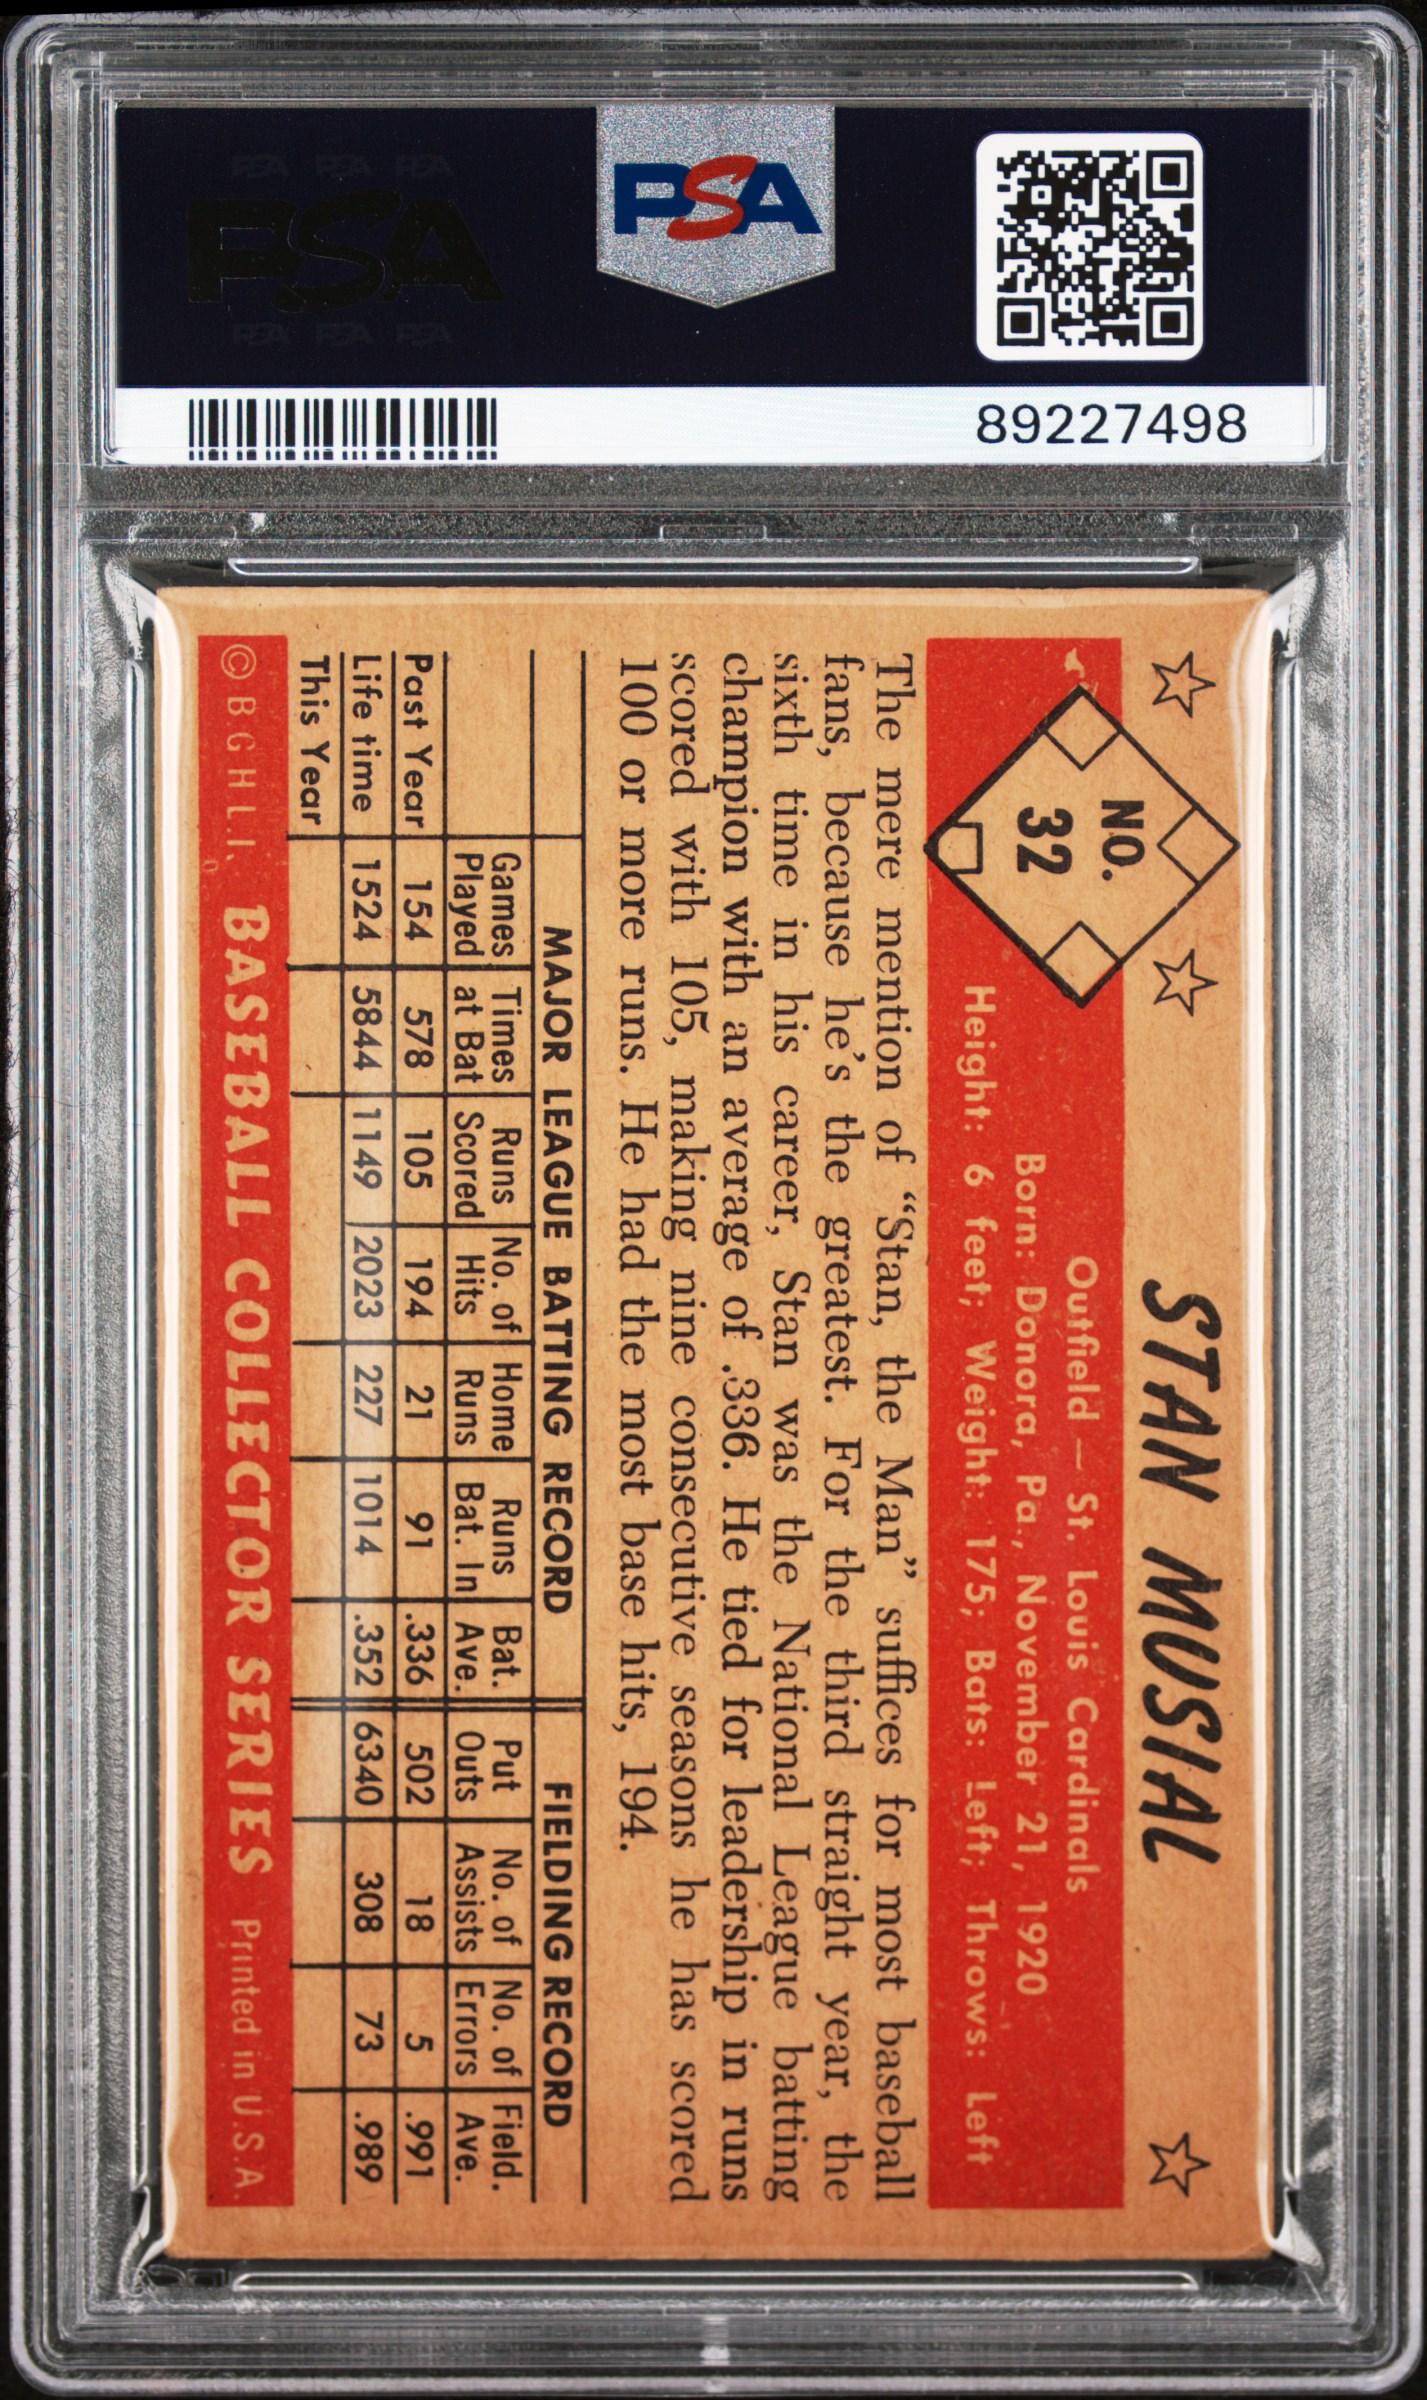 PSA PSA PSA
PSA
PSA PSA PSA
PSA
89227498
STAN MUSIAL
NO.
32
Outfield — St. Louis Cardinals
Born: Donora, Pa., November 21, 1920
Height: 6 feet; Weight: 175; Bats: Left; Throws: Left
The mere mention of “Stan, the Man” suffices for most baseball
fans, because he's the greatest. For the third straight year, the
sixth time in his career, Stan was the National League batting
champion with an average of .336. He tied for leadership in runs
scored with 105, making nine consecutive seasons he has scored
100 or more runs. He had the most base hits, 194.
MAJOR LEAGUE BATTING RECORD FIELDING RECORD
Games Times Runs No. of Home Runs Bat. Put No. of No. of Field.
Played at Bat Scored Hits Runs Bat. In Ave. Outs Assists Errors Ave.
Past Year 154 578 105 194 21 91 .336 502 18 5 .991
Life time 1524 5844 1149 2023 227 1014 .352 6340 308 73 .989
This Year
© B G H L.I. BASEBALL COLLECTOR SERIES Printed in U.S.A.